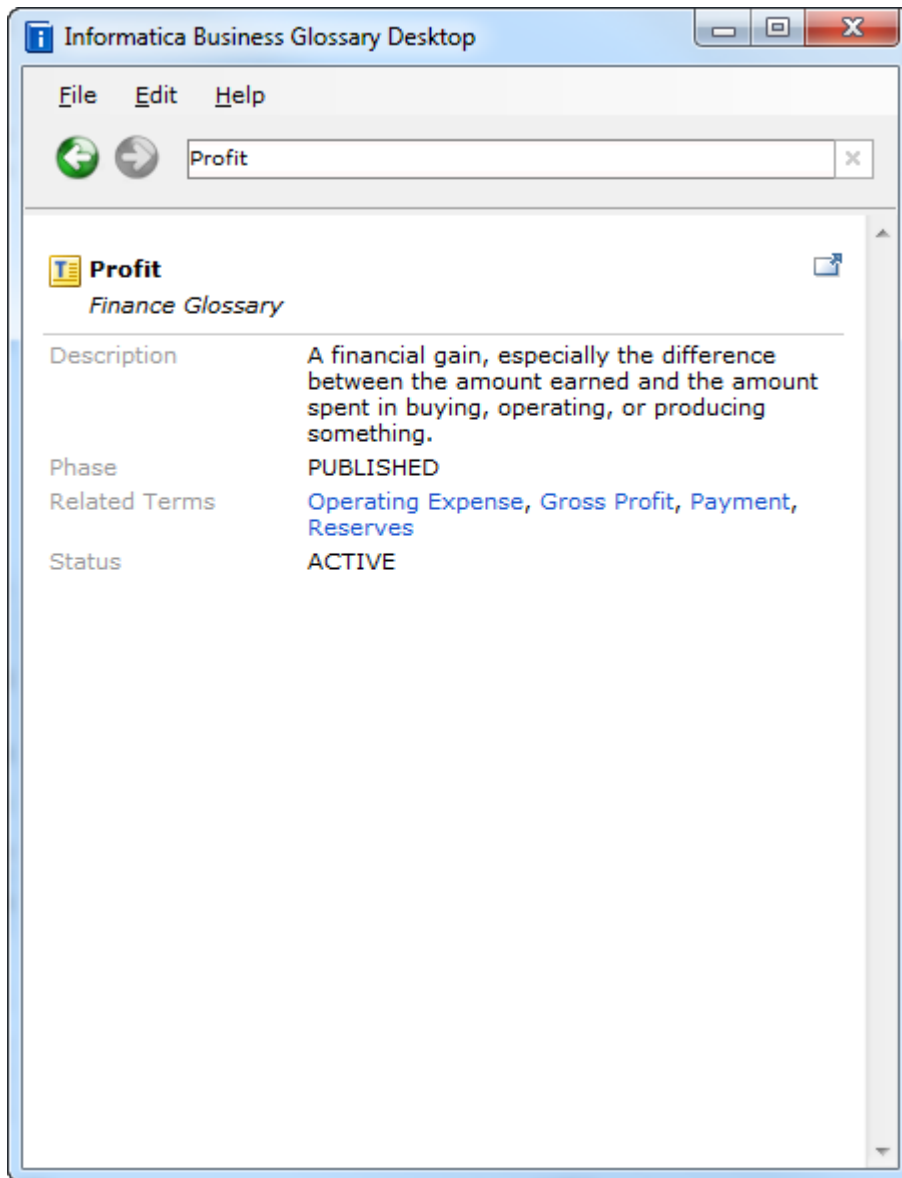 Informatica Business Glossary Desktop
File Edit Help
Profit
Profit
Finance Glossary
Description A financial gain, especially the difference
between the amount earned and the amount
spent in buying, operating, or producing
something.
Phase PUBLISHED
Related Terms Operating Expense, Gross Profit, Payment,
Reserves
Status ACTIVE